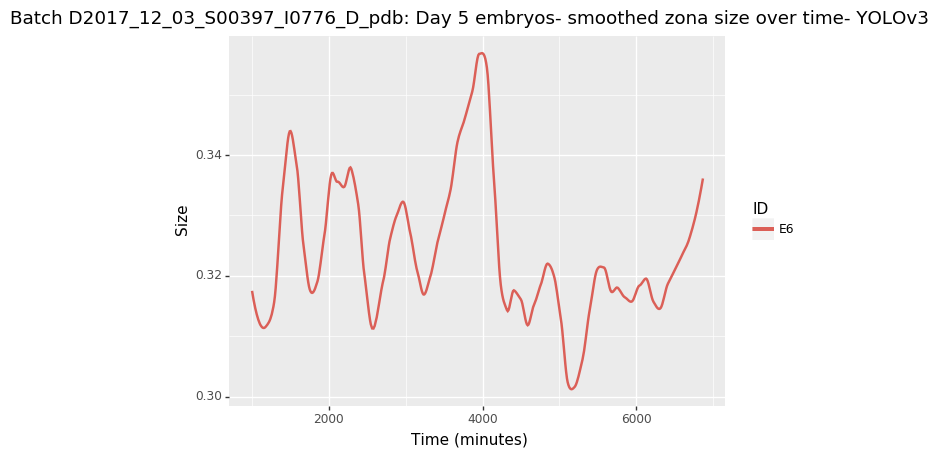 Batch D2017_12_03_S00397_I0776_D_pdb: Day 5 embryos- smoothed zona size over time- YOLOv3
0.34
0.32
0.30
Size
2000
4000
6000
Time (minutes)
ID
E6